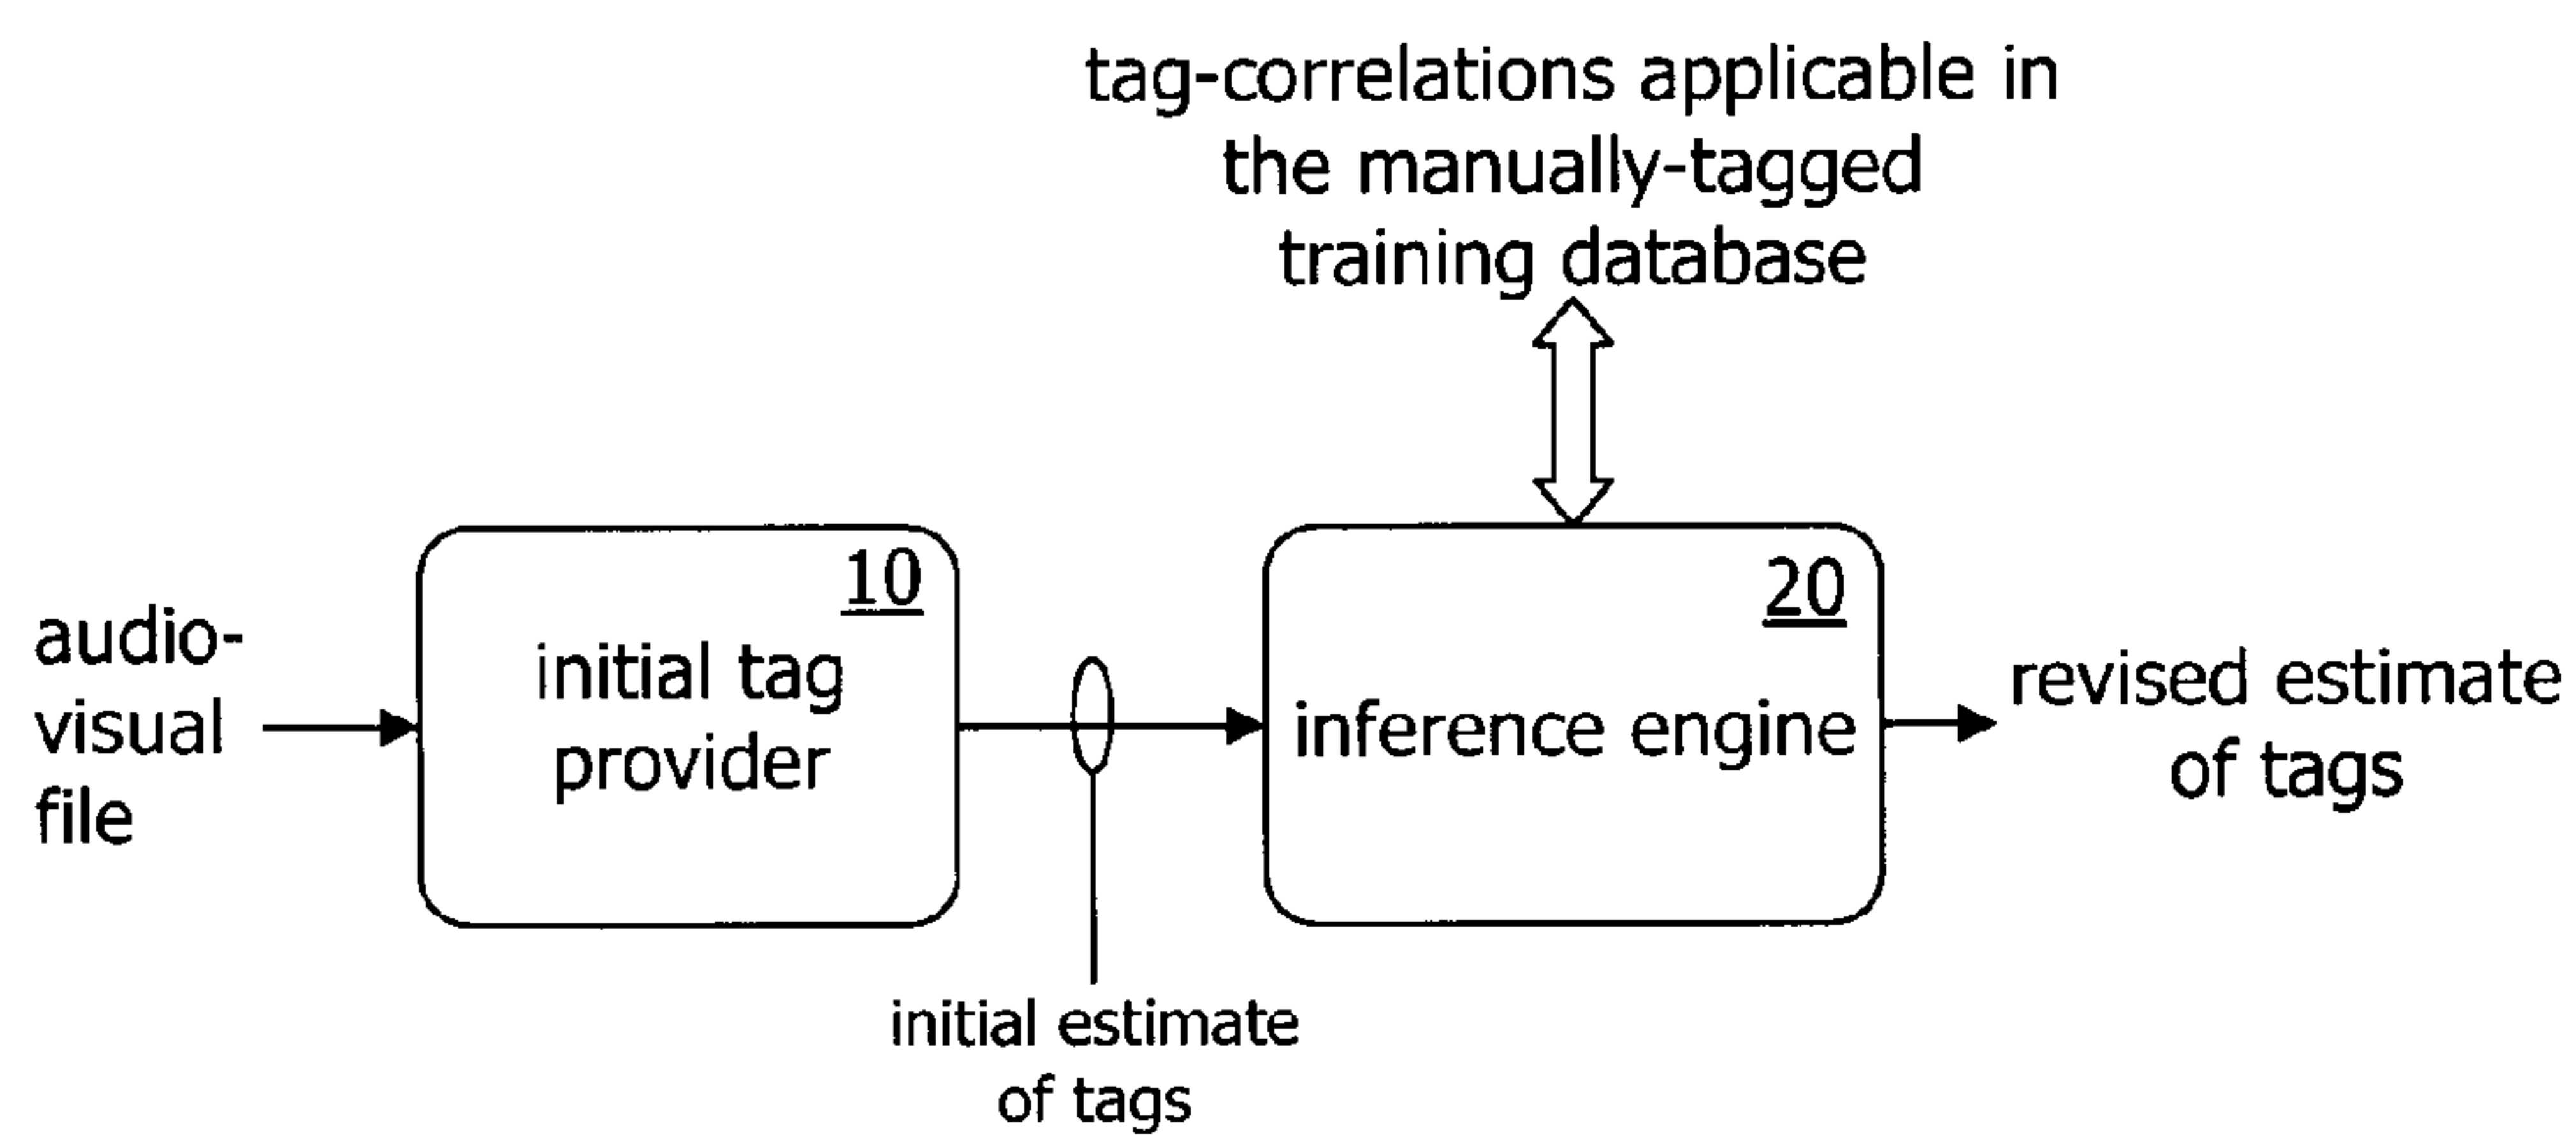 tag-correlations applicable in
the manually-tagged
training database
audio-
visual
file
10
initial tag
provider
initial estimate
of tags
20
inference engine
revised estimate
of tags